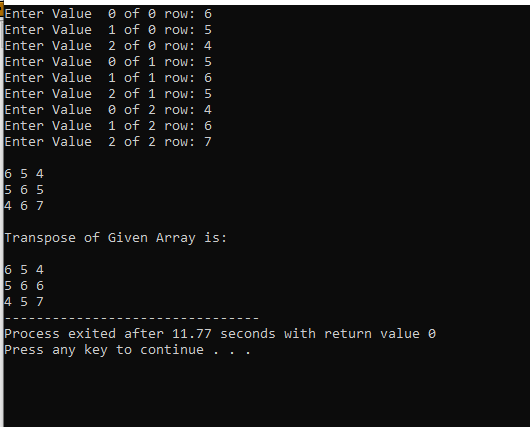 Enter Value  0 of 0 row: 6
Enter Value  1 of 0 row: 5
Enter Value  2 of 0 row: 4
Enter Value  0 of 1 row: 5
Enter Value  1 of 1 row: 6
Enter Value  2 of 1 row: 5
Enter Value  0 of 2 row: 4
Enter Value  1 of 2 row: 6
Enter Value  2 of 2 row: 7
6 5 4
5 6 5
4 6 7
Transpose of Given Array is:
6 5 4
5 6 6
4 5 7
--------------------------------
Process exited after 11.77 seconds with return value 0
Press any key to continue . . .